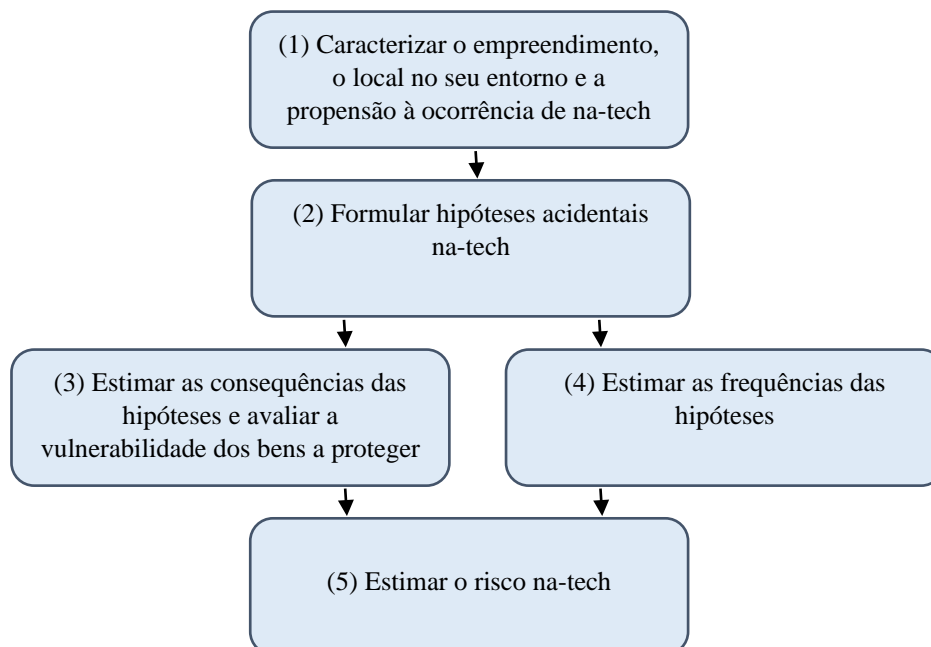 (1) Caracterizar o empreendimento,
o local no seu entorno e a
propensão à ocorrência de na-tech
(2) Formular hipóteses acidentais
na-tech
(3) Estimar as consequências das
hipóteses e avaliar a
vulnerabilidade dos bens a proteger
(4) Estimar as frequências das
hipóteses
(5) Estimar o risco na-tech